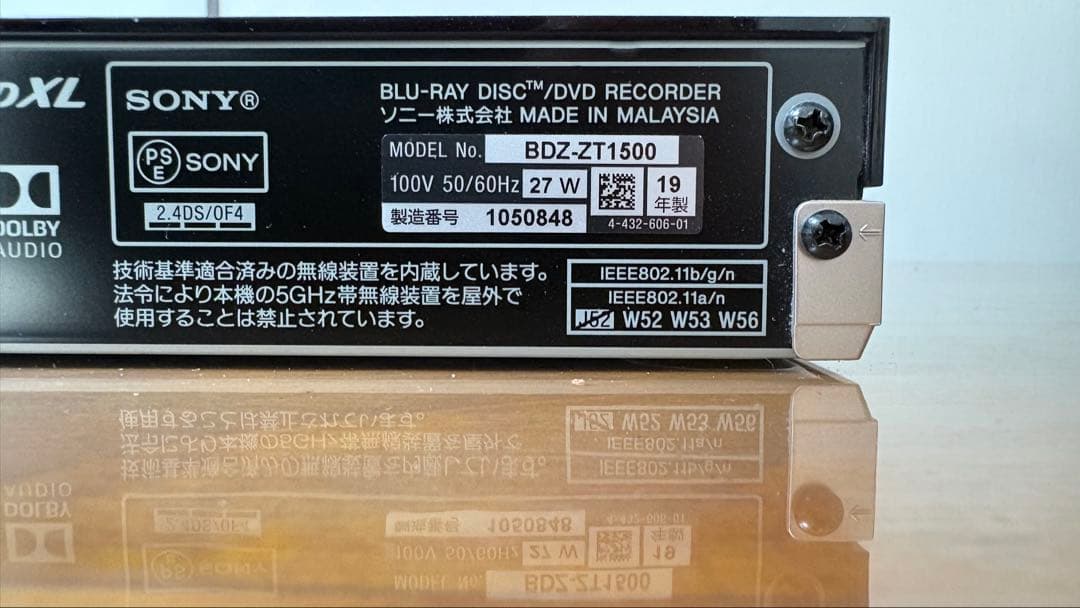 XL
SONY®
BLU-RAY DISC™/DVD RECORDER
ソニー株式会社 MADE IN MALAYSIA
PSE SONY
MODEL No. BDZ-ZT1500
100V 50/60Hz 27 W
19年製
製造番号 1050848
4-432-606-01
2.4DS/OF4
DOLBY
AUDIO
技術基準適合済みの無線装置を内蔵しています。
法令により本機の5GHz帯無線装置を屋外で
使用することは禁止されています。
IEEE802.11b/g/n
IEEE802.11a/n
J52 W52 W53 W56